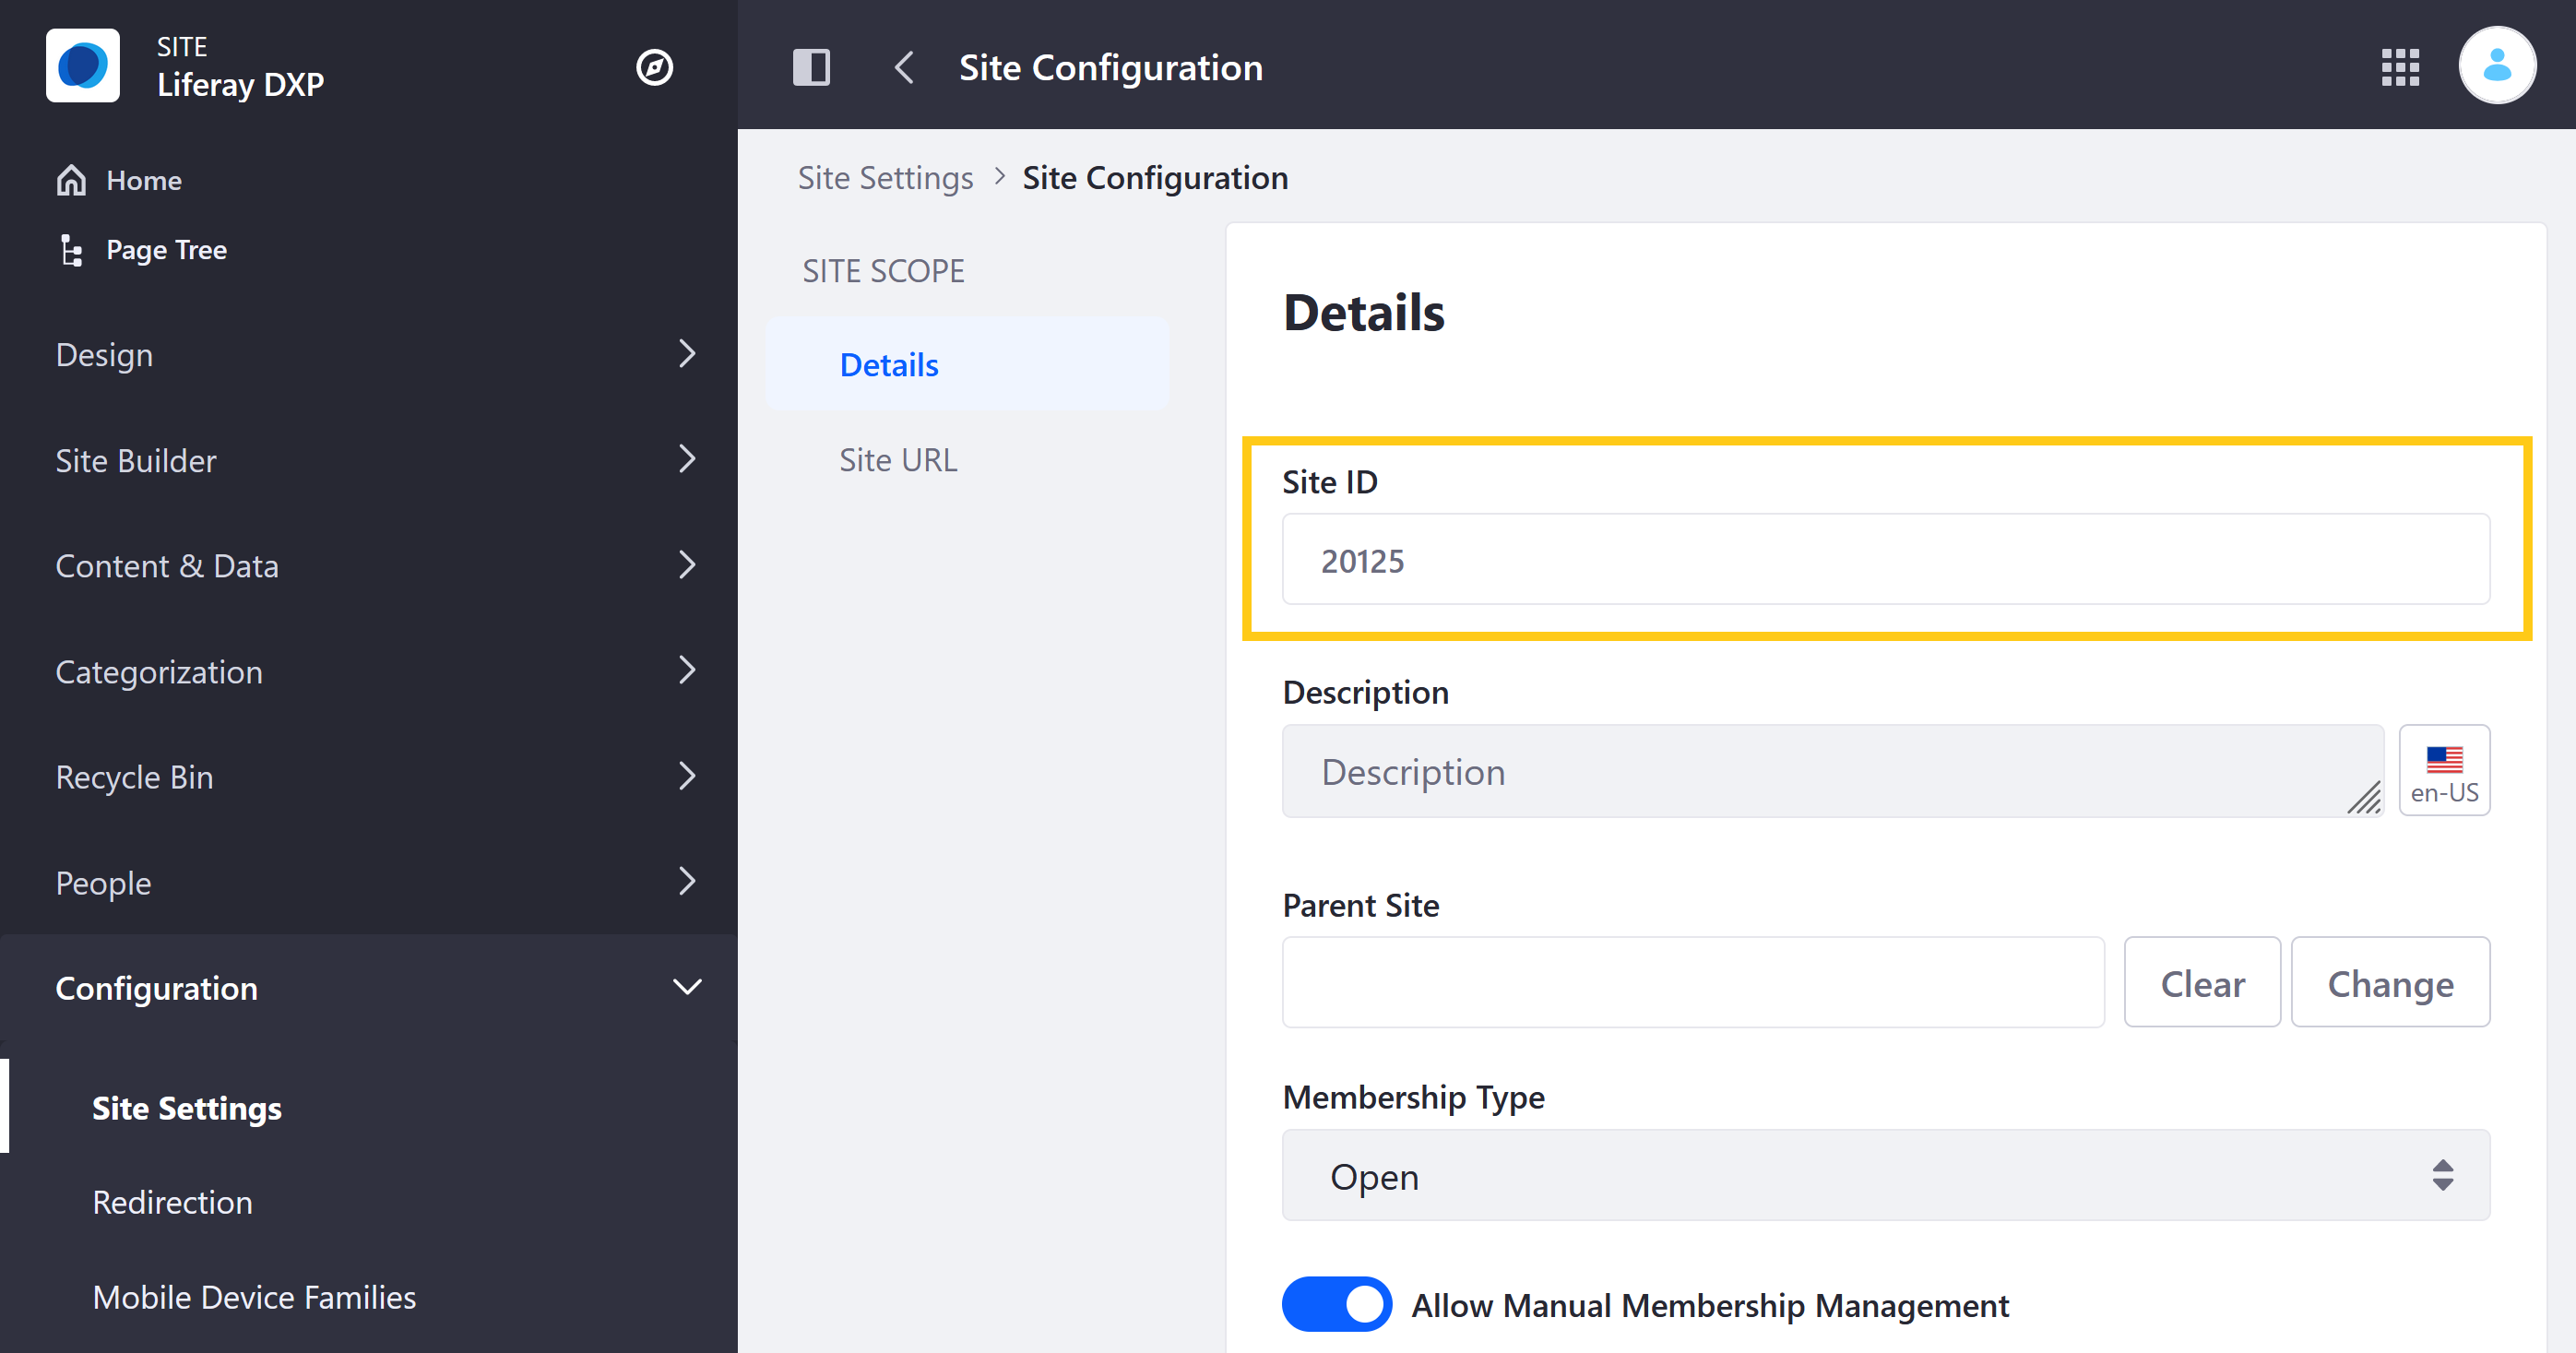 SITE
Liferay DXP
Home
Page Tree
Design
Site Builder
Content & Data
Categorization
Recycle Bin
People
Configuration
Site Settings
Redirection
Mobile Device Families
Site Configuration
Site Settings > Site Configuration
SITE SCOPE
Details
Site URL
Details
Site ID
20125
Description
Description
en-US
Parent Site
Clear
Change
Membership Type
Open
Allow Manual Membership Management